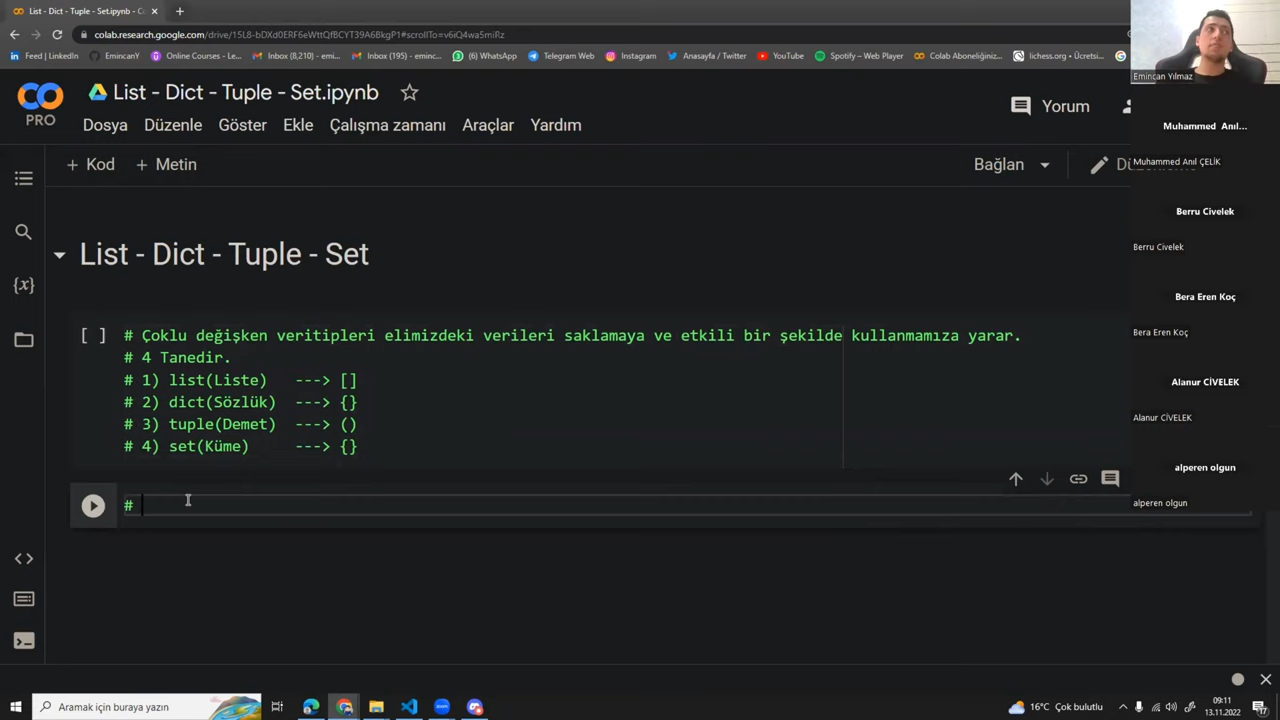 List - Dict - Tuple - Set.ipynb - C
colab.research.google.com/drive/15L8-bDXd0ERF6eWttQfBCYT39A6BkgP1#scrollTo=v6iQ4wa5miRz
Feed | LinkedIn
EmincanY
Online Courses - Le...
Inbox (8,210) - emi...
Inbox (195) - eminc...
(6) WhatsApp
Telegram Web
Instagram
Anasayfa / Twitter
YouTube
Spotify – Web Player
Colab Aboneliğiniz...
lichess.org • Ücretsi...
Emincan Yılmaz
List - Dict - Tuple - Set.ipynb
Yorum
PRO
Dosya Düzenle Göster Ekle Çalışma zamanı Araçlar Yardım
Muhammed Anıl...
Muhammed Anıl ÇELİK
+ Kod + Metin
Bağlan
Berru Civelek
Berru Civelek
List - Dict - Tuple - Set
Bera Eren Koç
Bera Eren Koç
[ ] # Çoklu değişken veritipleri elimizdeki verileri saklamaya ve etkili bir şekilde kullanmamıza yarar.
# 4 Tanedir.
# 1) list(Liste) ---> []
# 2) dict(Sözlük) ---> {}
# 3) tuple(Demet) ---> ()
# 4) set(Küme) ---> {}
Alanur CİVELEK
Alanur CİVELEK
alperen olgun
alperen olgun
#
Aramak için buraya yazın
16°C Çok bulutlu
09:11
13.11.2022
17